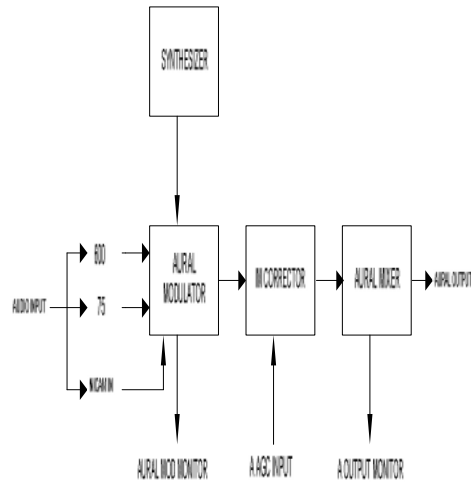 SYNTHESIZER
600
AURAL
MODULATOR
IM CORRECTOR
AURAL MIXER
AURAL OUTPUT
AUDIO INPUT
75
NICAM IN
AURAL MOD MONITOR
A AGC INPUT
A OUTPUT MONITOR